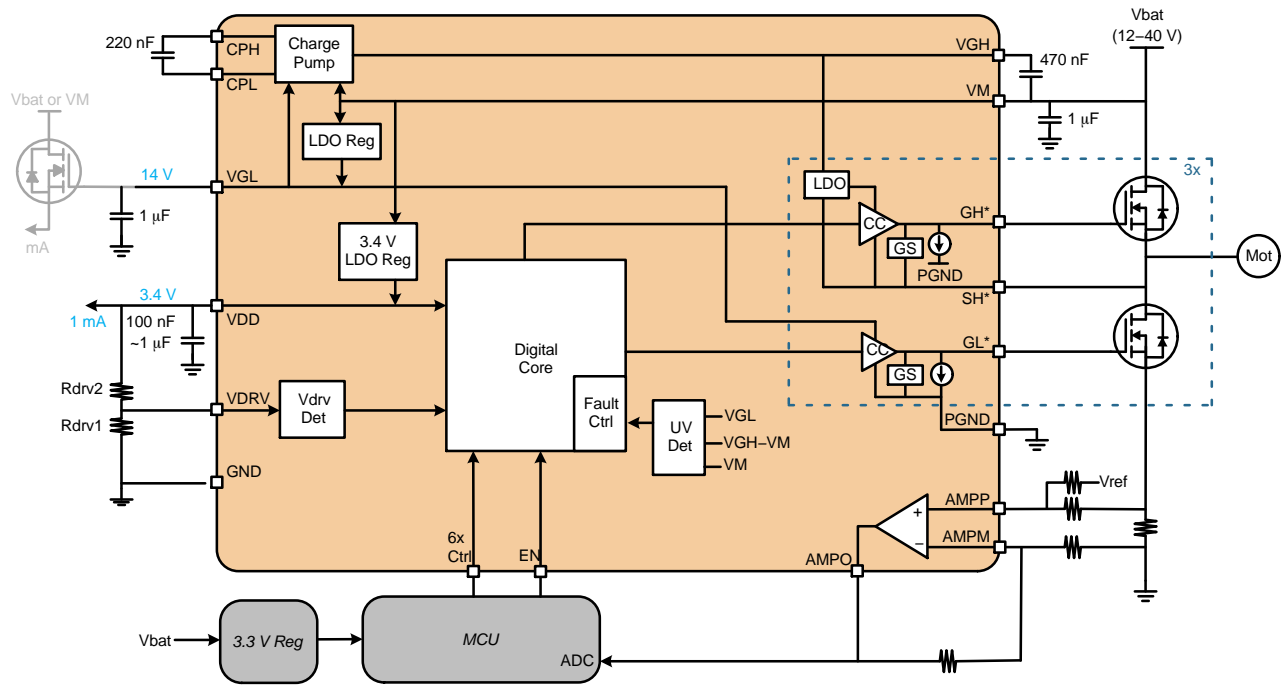 Vbat
(12–40 V)
220 nF
CPH
Charge
Pump
VGH
470 nF
CPL
Vbat or VM
VM
1 µF
LDO Reg
14 V
VGL
LDO
3x
1 µF
mA
CC
GH*
GS
PGND
3.4 V
LDO Reg
Mot
SH*
3.4 V
1 mA
VDD
100 nF
~1 µF
Digital
Core
CC
GL*
GS
Rdrv2
VDRV
Vdrv
Det
Fault
Ctrl
UV
Det
VGL
VGH–VM
VM
PGND
Rdrv1
GND
Vref
AMPP
+
–
AMPM
6x
Ctrl
EN
AMPO
Vbat
3.3 V Reg
MCU
ADC